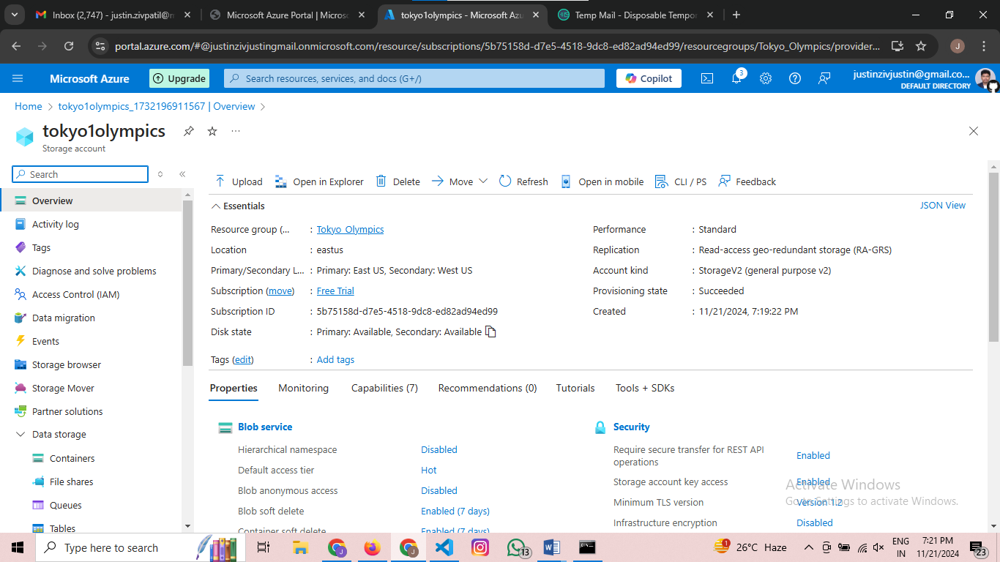 Inbox (2,747) - justin.zivpatil@m
Microsoft Azure Portal | Microso
tokyo1olympics - Microsoft Azu
Temp Mail - Disposable Tempo
portal.azure.com/#@justinzivjustingmail.onmicrosoft.com/resource/subscriptions/5b75158d-d7e5-4518-9dc8-ed82ad94ed99/resourcegroups/Tokyo_Olympics/provider...
J
Microsoft Azure
Upgrade
Search resources, services, and docs (G+/)
Copilot
3
justinzivjustin@gmail.co...
DEFAULT DIRECTORY
Home > tokyo1olympics_1732196911567 | Overview >
tokyo1olympics
Storage account
Search
Upload Open in Explorer Delete Move Refresh Open in mobile CLI / PS Feedback
Overview
Activity log
Tags
Diagnose and solve problems
Access Control (IAM)
Data migration
Events
Storage browser
Storage Mover
Partner solutions
Data storage
Containers
File shares
Queues
Tables
Essentials
JSON View
Resource group (... : Tokyo_Olympics
Location : eastus
Primary/Secondary L... : Primary: East US, Secondary: West US
Subscription (move) : Free Trial
Subscription ID : 5b75158d-d7e5-4518-9dc8-ed82ad94ed99
Disk state : Primary: Available, Secondary: Available
Tags (edit) : Add tags
Performance : Standard
Replication : Read-access geo-redundant storage (RA-GRS)
Account kind : StorageV2 (general purpose v2)
Provisioning state : Succeeded
Created : 11/21/2024, 7:19:22 PM
Properties Monitoring Capabilities (7) Recommendations (0) Tutorials Tools + SDKs
Blob service
Hierarchical namespace Disabled
Default access tier Hot
Blob anonymous access Disabled
Blob soft delete Enabled (7 days)
Container soft delete Enabled (7 days)
Security
Require secure transfer for REST API
operations Enabled
Storage account key access Enabled
Minimum TLS version Version 1.2
Infrastructure encryption Disabled
Activate Windows
Go to Settings to activate Windows.
Type here to search
J
J
13
1
26°C Haze
ENG
IN
7:21 PM
11/21/2024
23